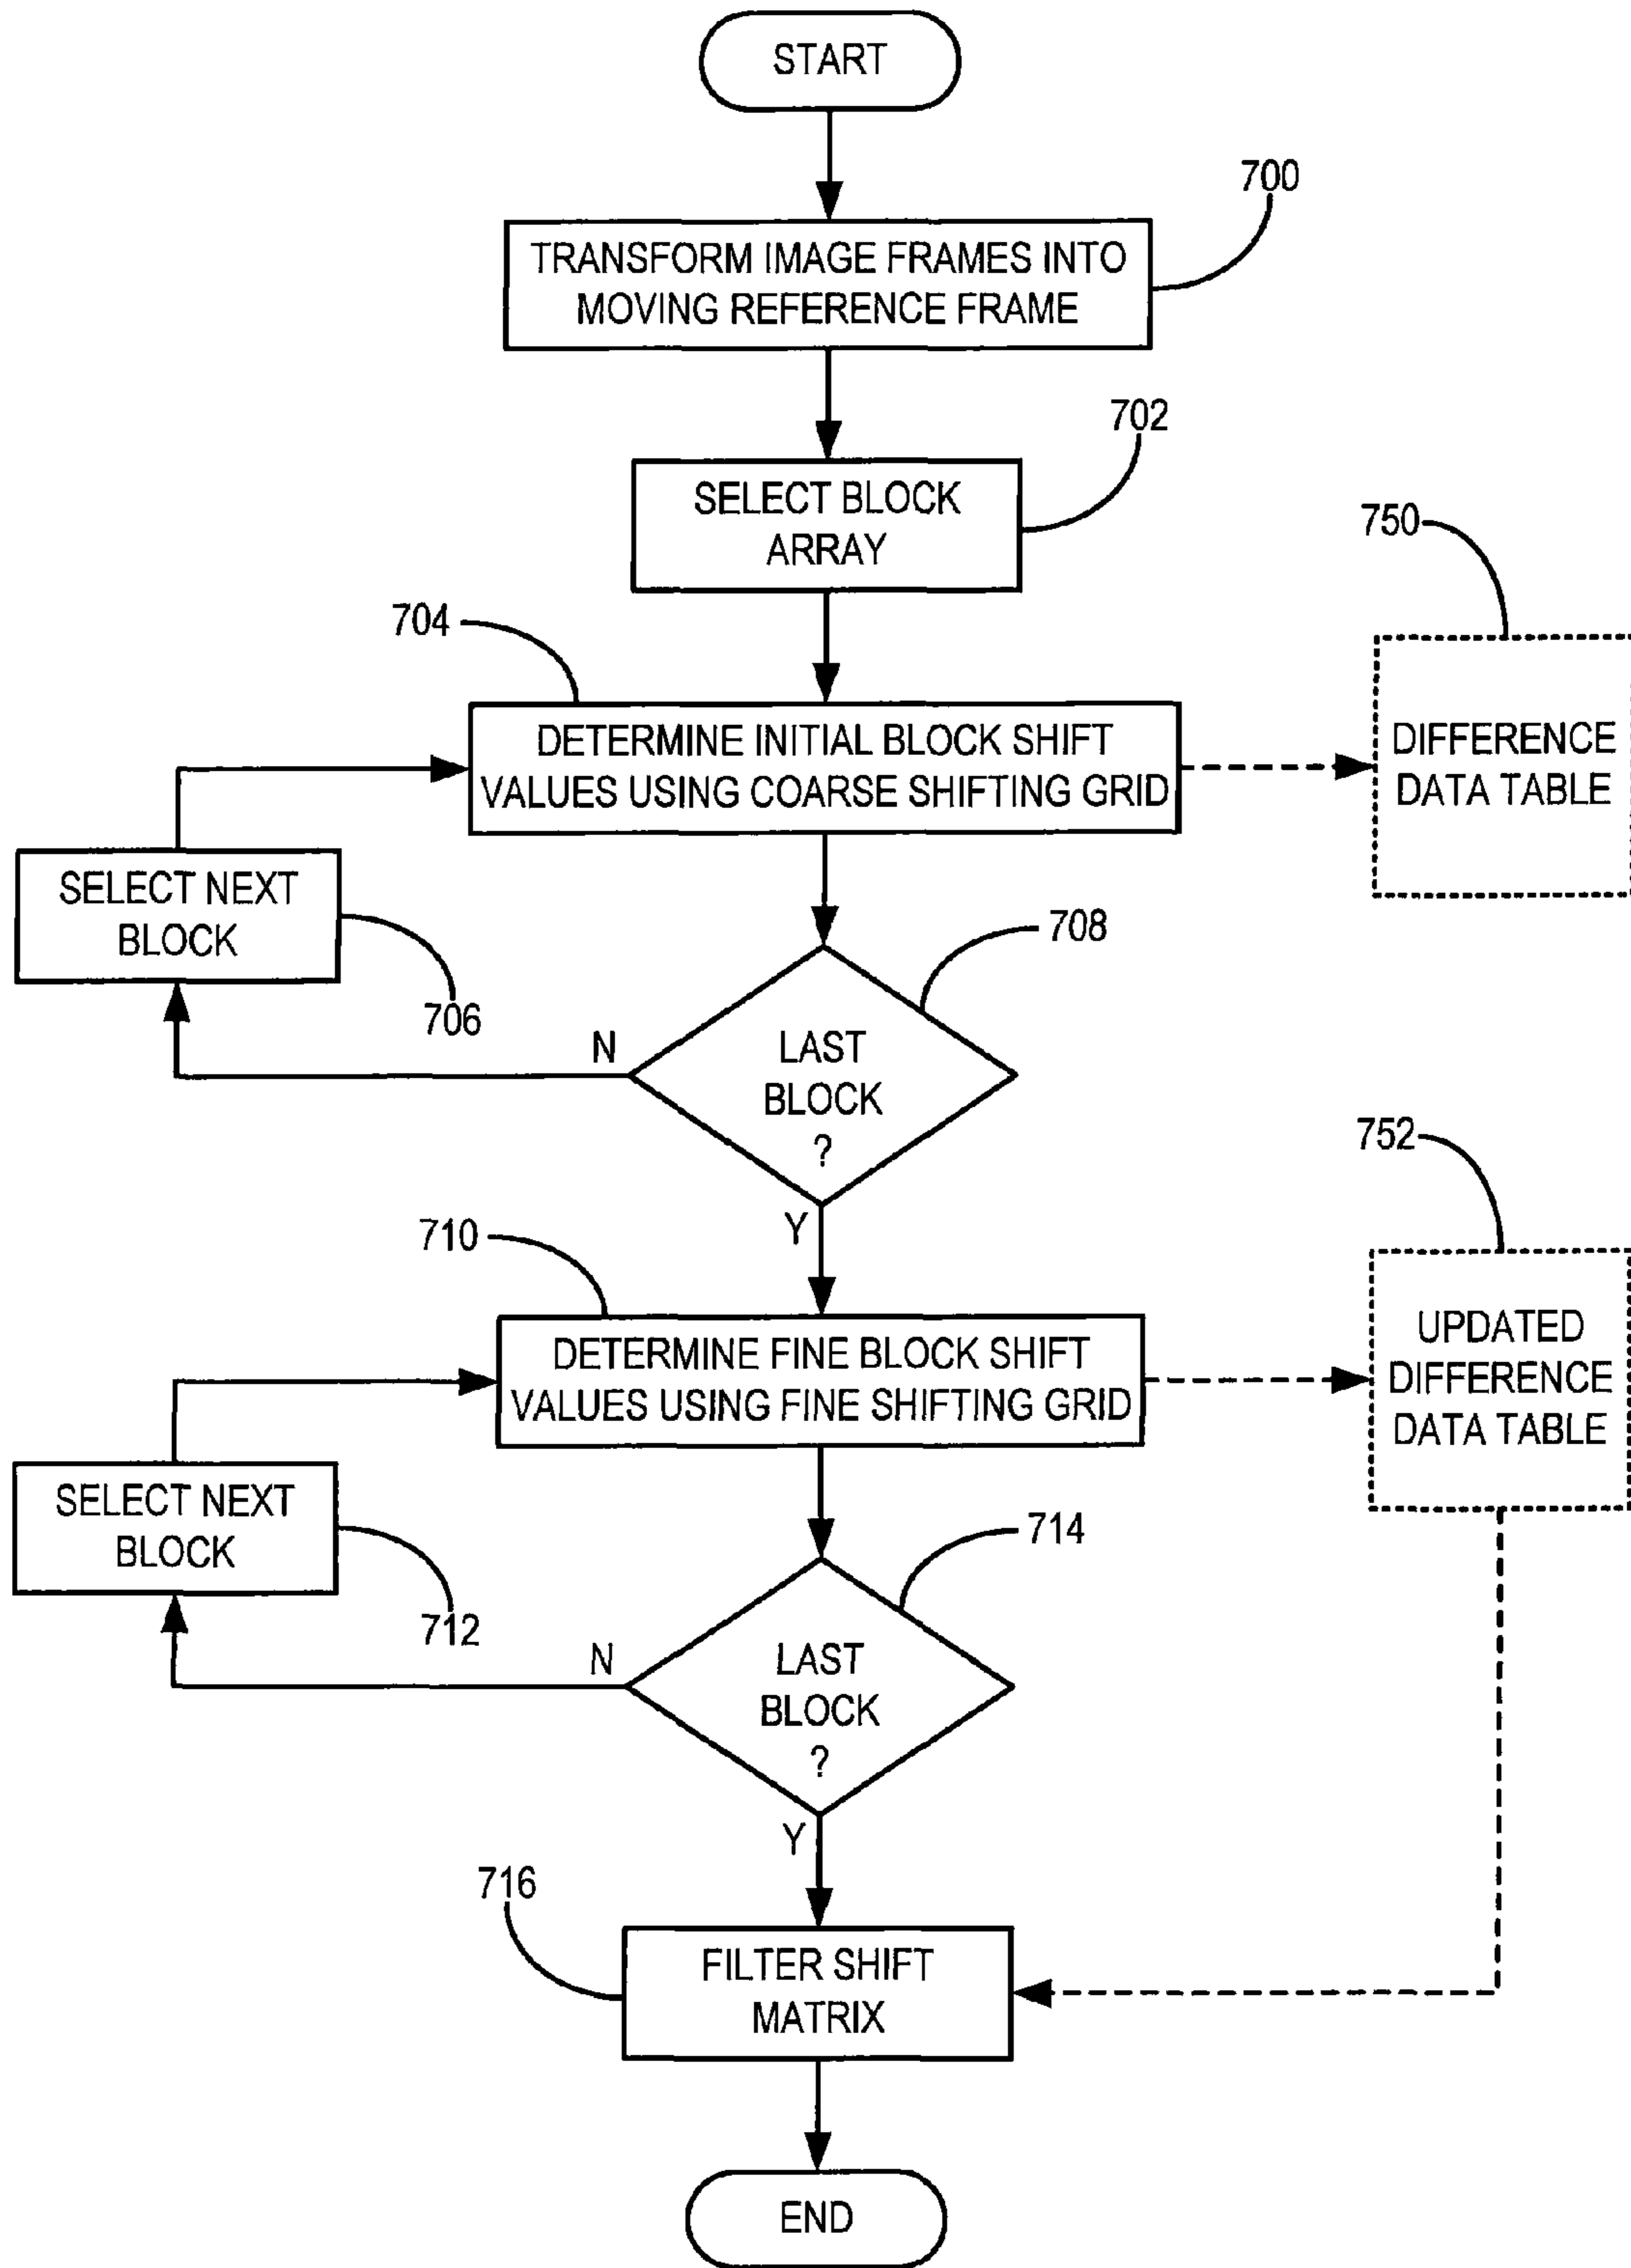 START
700
TRANSFORM IMAGE FRAMES INTO
MOVING REFERENCE FRAME
702
SELECT BLOCK
ARRAY
750
704
DETERMINE INITIAL BLOCK SHIFT
VALUES USING COARSE SHIFTING GRID
DIFFERENCE
DATA TABLE
SELECT NEXT
BLOCK
706
708
N
LAST
BLOCK
?
Y
752
710
DETERMINE FINE BLOCK SHIFT
VALUES USING FINE SHIFTING GRID
UPDATED
DIFFERENCE
DATA TABLE
SELECT NEXT
BLOCK
712
714
N
LAST
BLOCK
?
Y
716
FILTER SHIFT
MATRIX
END